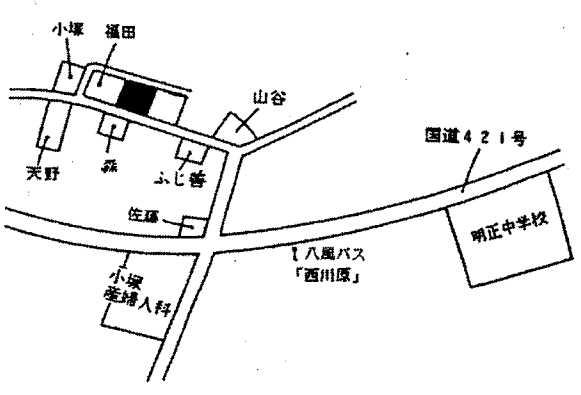 小塚
福田
山谷
天野
森
ふじ善
国道421号
佐藤
明正中学校
八風バス
「西川原」
小塚
産婦人科